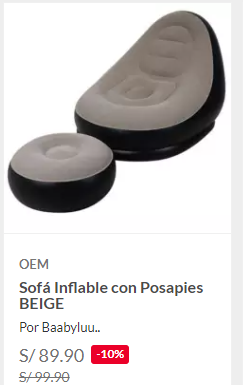 OEM
Sofá Inflable con Posapies
BEIGE
Por Baabyluu..
S/ 89.90 -10%
S/ 99.90